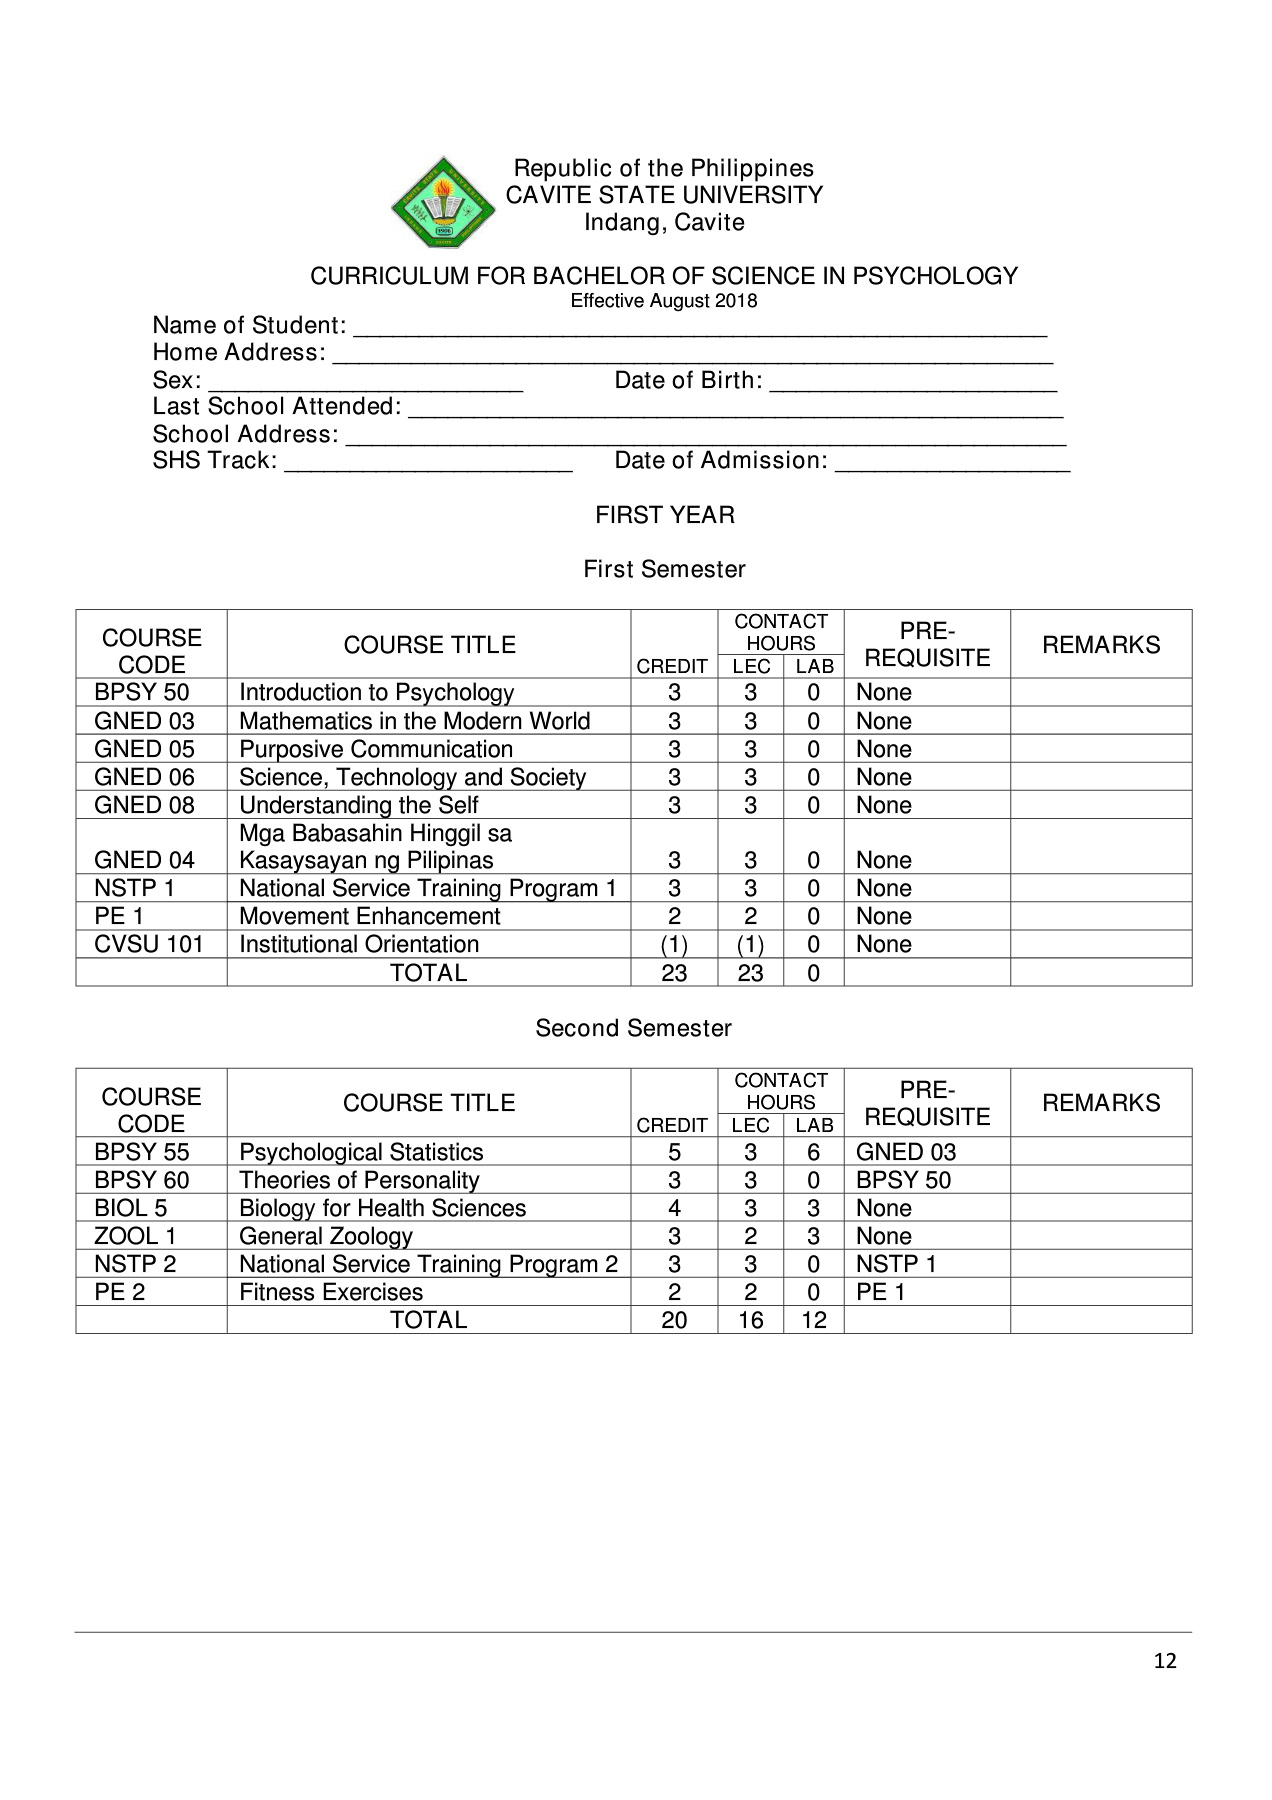 Republic of the Philippines
CAVITE STATE UNIVERSITY
Indang, Cavite
CURRICULUM FOR BACHELOR OF SCIENCE IN PSYCHOLOGY
Effective August 2018
Name of Student: ____________________________________________________
Home Address: ______________________________________________________
Sex: ________________________ Date of Birth: ______________________
Last School Attended: _________________________________________________
School Address: ______________________________________________________
SHS Track: ______________________ Date of Admission: __________________
FIRST YEAR
First Semester
COURSE CODE COURSE TITLE CREDIT CONTACT HOURS LEC LAB PRE-REQUISITE REMARKS
BPSY 50 Introduction to Psychology 3 3 0 None
GNED 03 Mathematics in the Modern World 3 3 0 None
GNED 05 Purposive Communication 3 3 0 None
GNED 06 Science, Technology and Society 3 3 0 None
GNED 08 Understanding the Self 3 3 0 None
Mga Babasahin Hinggil sa
GNED 04 Kasaysayan ng Pilipinas 3 3 0 None
NSTP 1 National Service Training Program 1 3 3 0 None
PE 1 Movement Enhancement 2 2 0 None
CVSU 101 Institutional Orientation (1) (1) 0 None
TOTAL 23 23 0
Second Semester
COURSE CODE COURSE TITLE CREDIT CONTACT HOURS LEC LAB PRE-REQUISITE REMARKS
BPSY 55 Psychological Statistics 5 3 6 GNED 03
BPSY 60 Theories of Personality 3 3 0 BPSY 50
BIOL 5 Biology for Health Sciences 4 3 3 None
ZOOL 1 General Zoology 3 2 3 None
NSTP 2 National Service Training Program 2 3 3 0 NSTP 1
PE 2 Fitness Exercises 2 2 0 PE 1
TOTAL 20 16 12
12